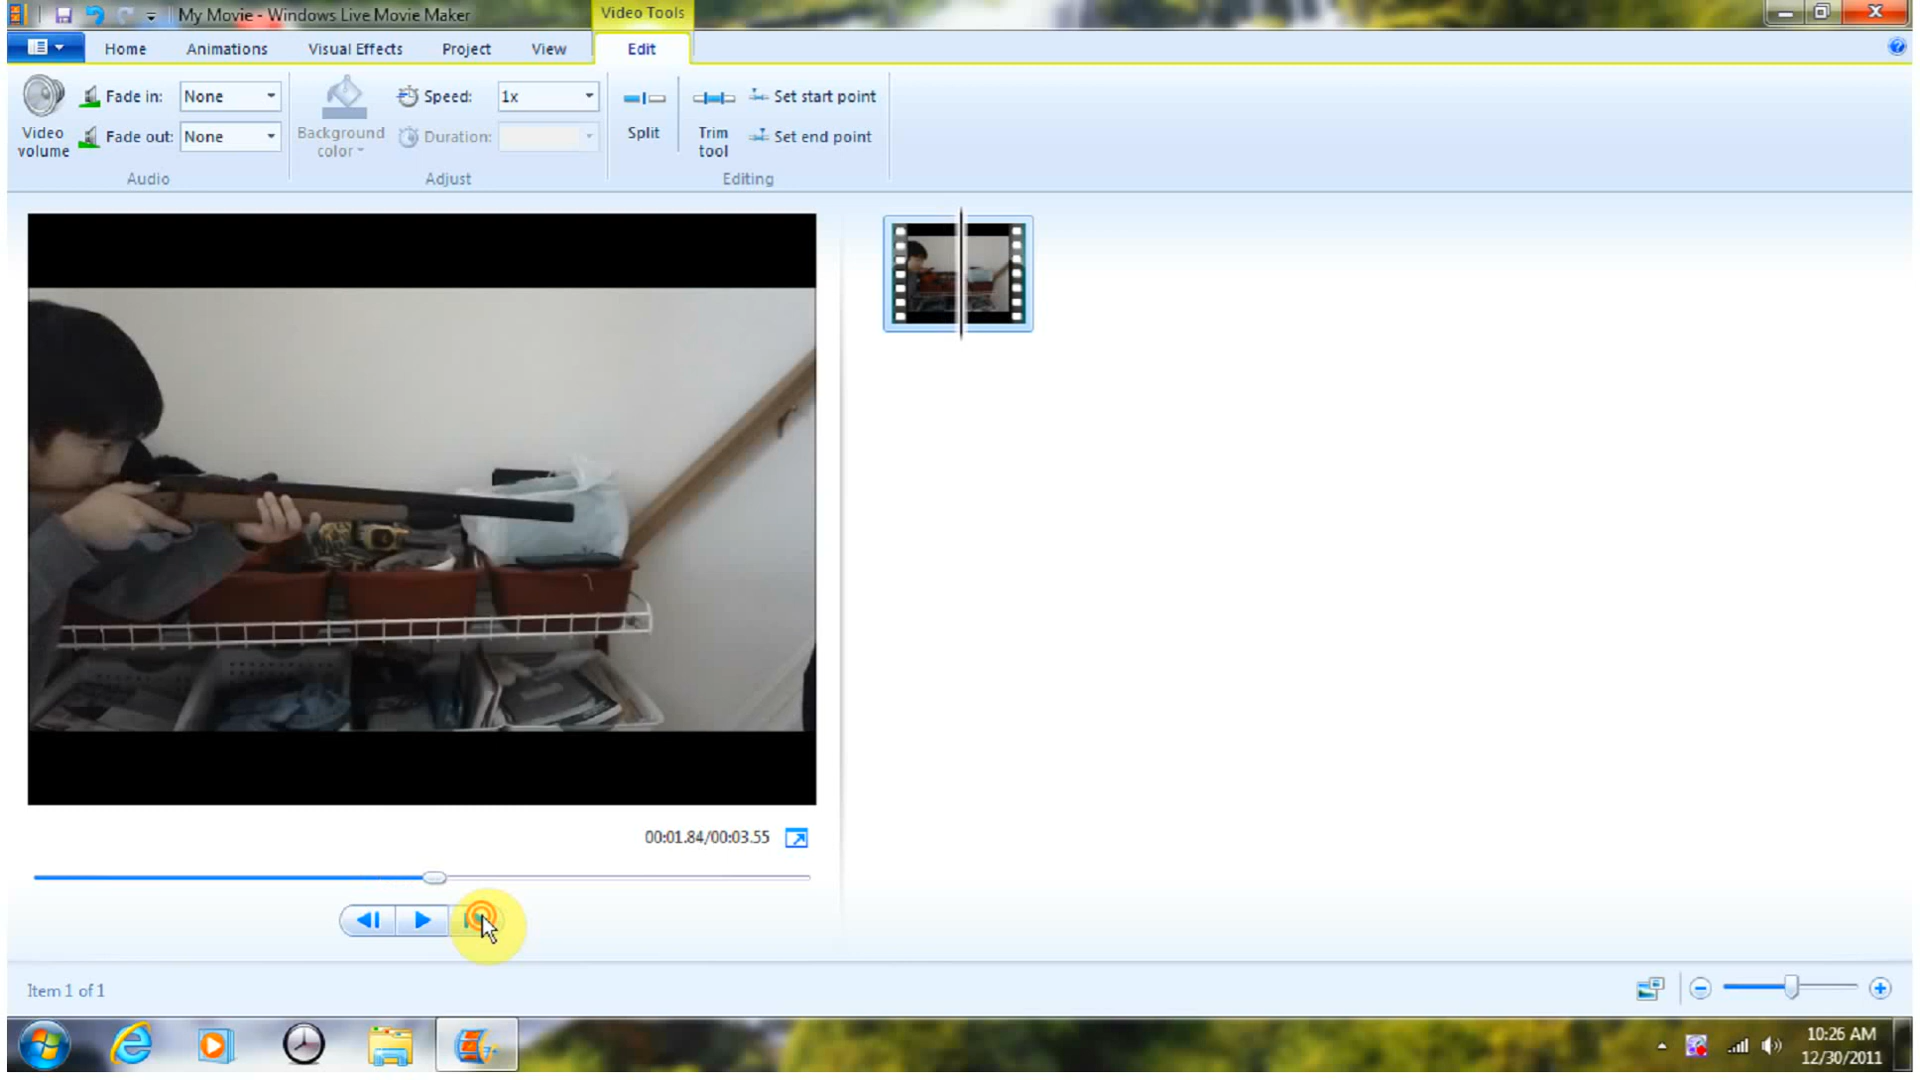 My Movie - Windows Live Movie Maker
Video Tools
Home
Animations
Visual Effects
Project
View
Edit
Video volume
Fade in: None
Fade out: None
Audio
Background color
Speed: 1x
Duration:
Adjust
Split
Trim tool
Set start point
Set end point
Editing
00:01.84/00:03.55
Item 1 of 1
10:26 AM
12/30/2011